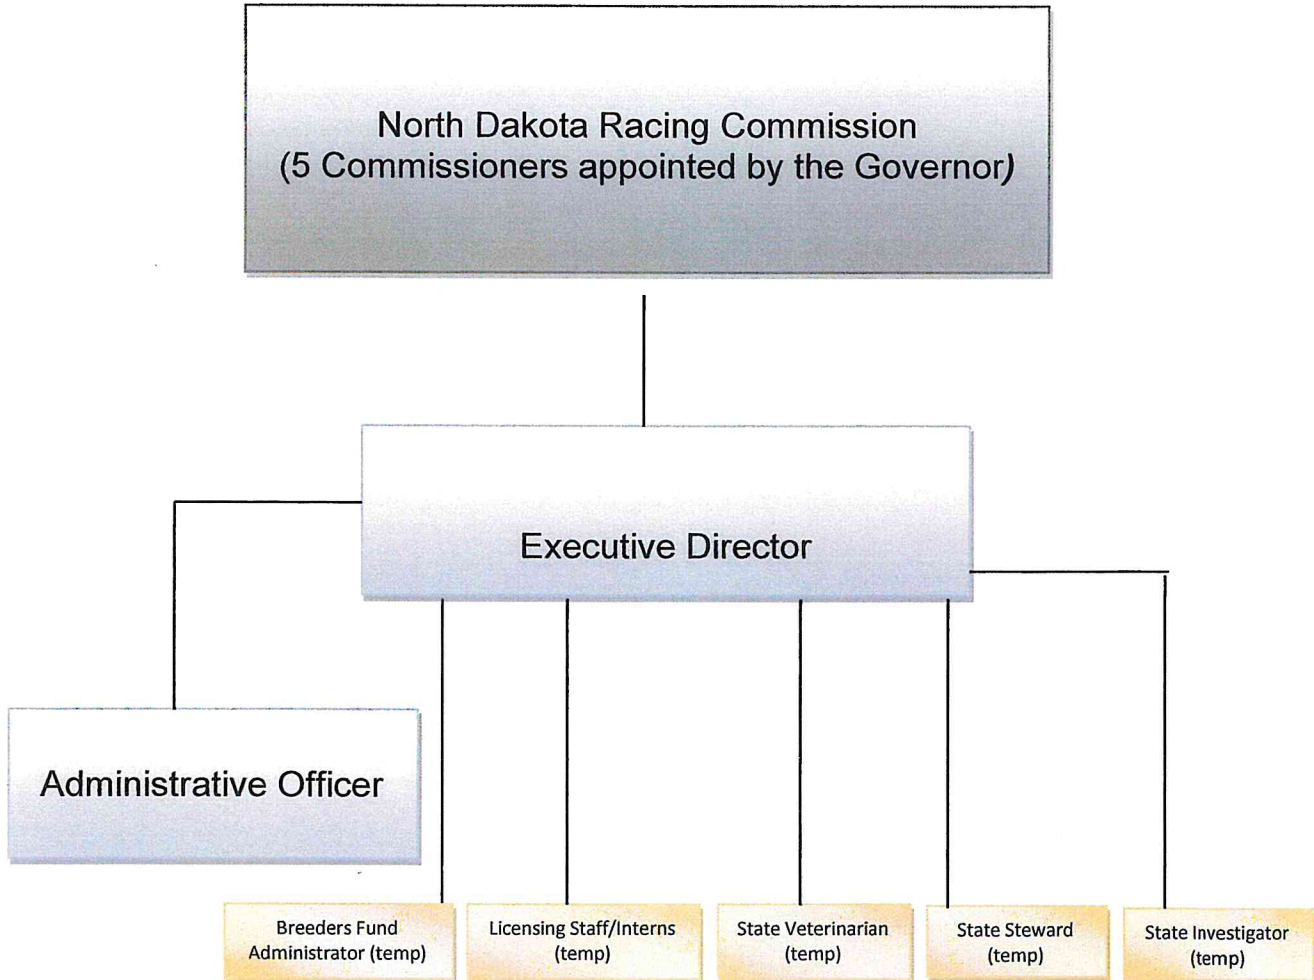 North Dakota Racing Commission
(5 Commissioners appointed by the Governor)
Executive Director
Administrative Officer
Breeders Fund
Administrator (temp)
Licensing Staff/Interns
(temp)
State Veterinarian
(temp)
State Steward
(temp)
State Investigator
(temp)